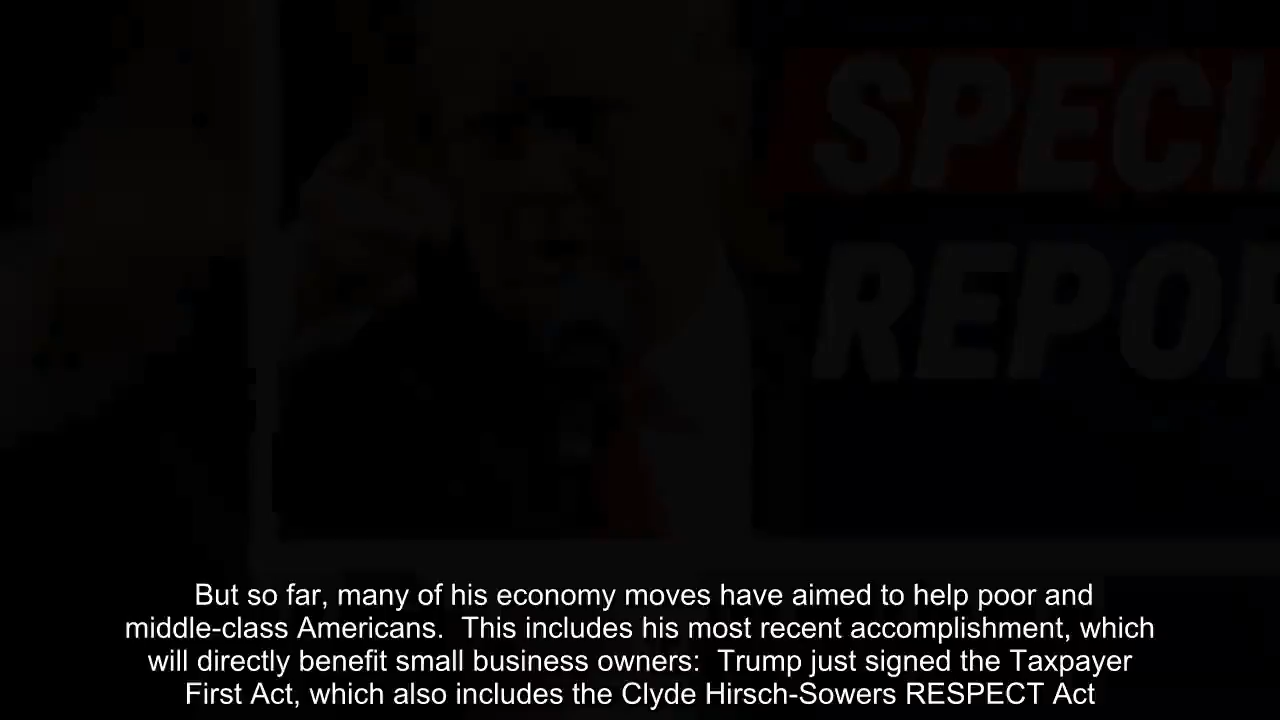 SPECI
REPOR
But so far, many of his economy moves have aimed to help poor and
middle-class Americans.  This includes his most recent accomplishment, which
will directly benefit small business owners:  Trump just signed the Taxpayer
First Act, which also includes the Clyde Hirsch-Sowers RESPECT Act